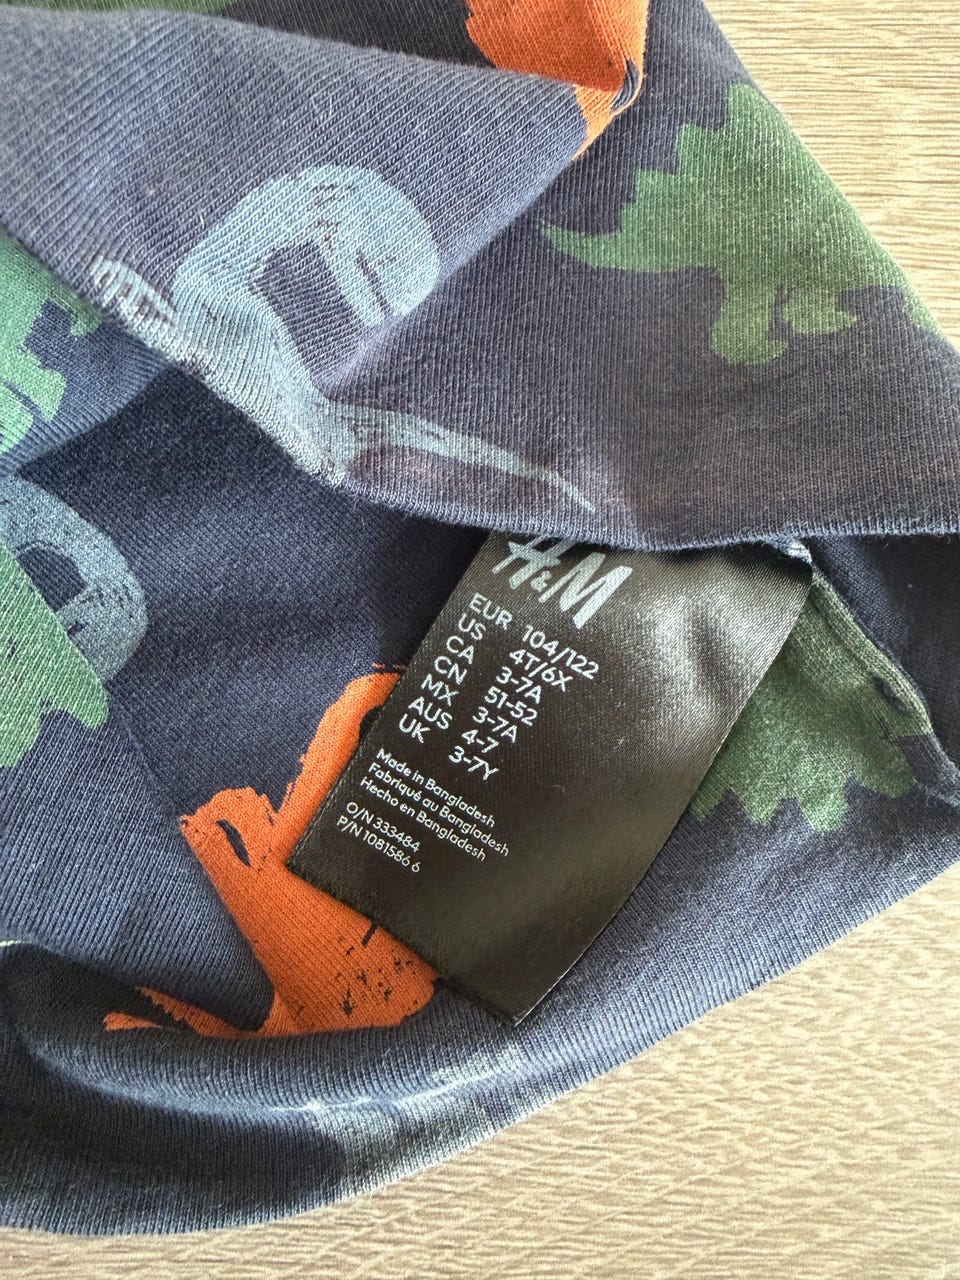 H&M
EUR 104/122
US 4T/6X
CA 3-7A
CN 51-52
MX 3-7A
AUS 4-7
UK 3-7Y
Made in Bangladesh
Fabriqué au Bangladesh
Hecho en Bangladesh
O/N 333484
P/N 1081586 6